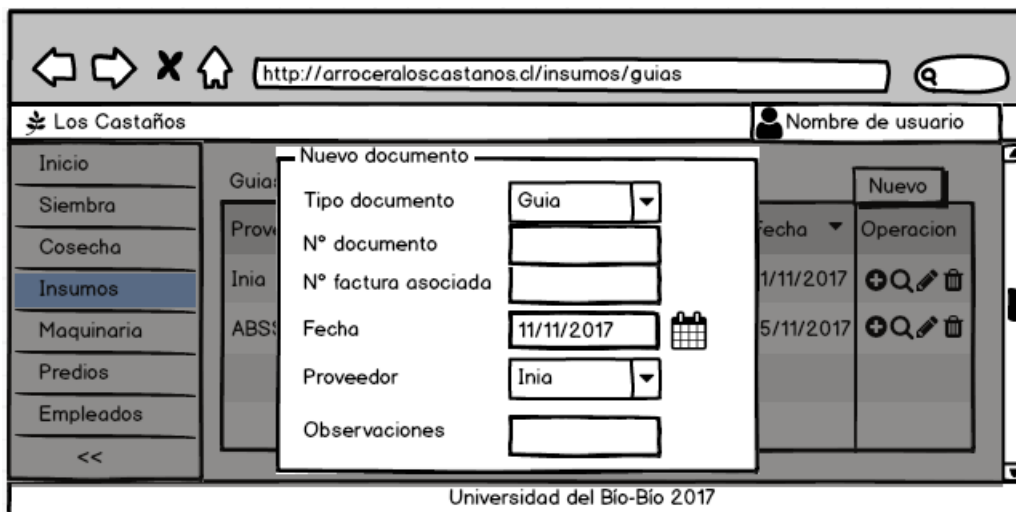 http://arroceraloscastanos.cl/insumos/guias
Los Castaños
Nombre de usuario
Inicio
Siembra
Cosecha
Insumos
Maquinaria
Predios
Empleados
<<
Nuevo
Operacion
Inia
Nuevo documento
Tipo documento Guia
N° documento
N° factura asociada
Fecha 11/11/2017
Proveedor Inia
Observaciones
Universidad del Bío-Bío 2017